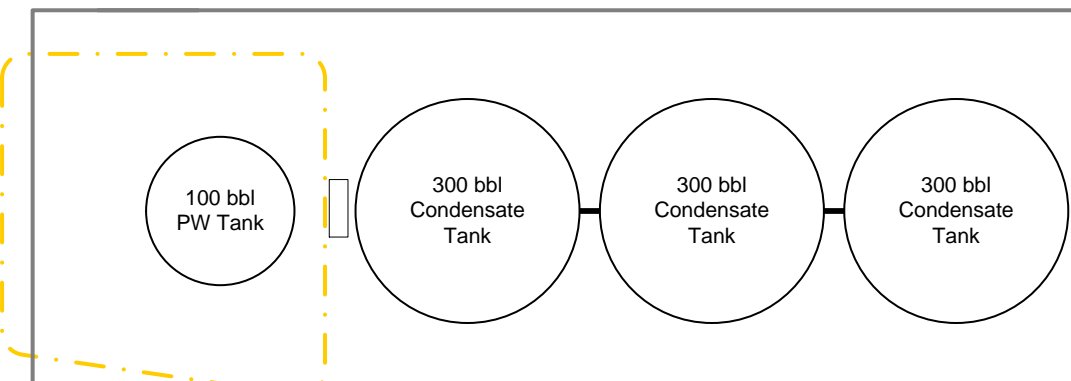 100 bbl
PW Tank
300 bbl
Condensate
Tank
300 bbl
Condensate
Tank
300 bbl
Condensate
Tank